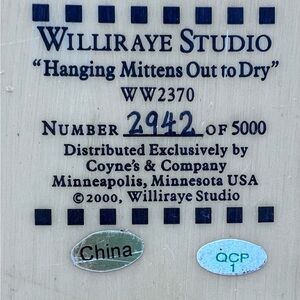 WILLIRAYE STUDIO
“Hanging Mittens Out to Dry”
WW2370
NUMBER 2942 OF 5000
Distributed Exclusively by
Coyne's & Company
Minneapolis, Minnesota USA
©2000, Williraye Studio
China
QCP
1